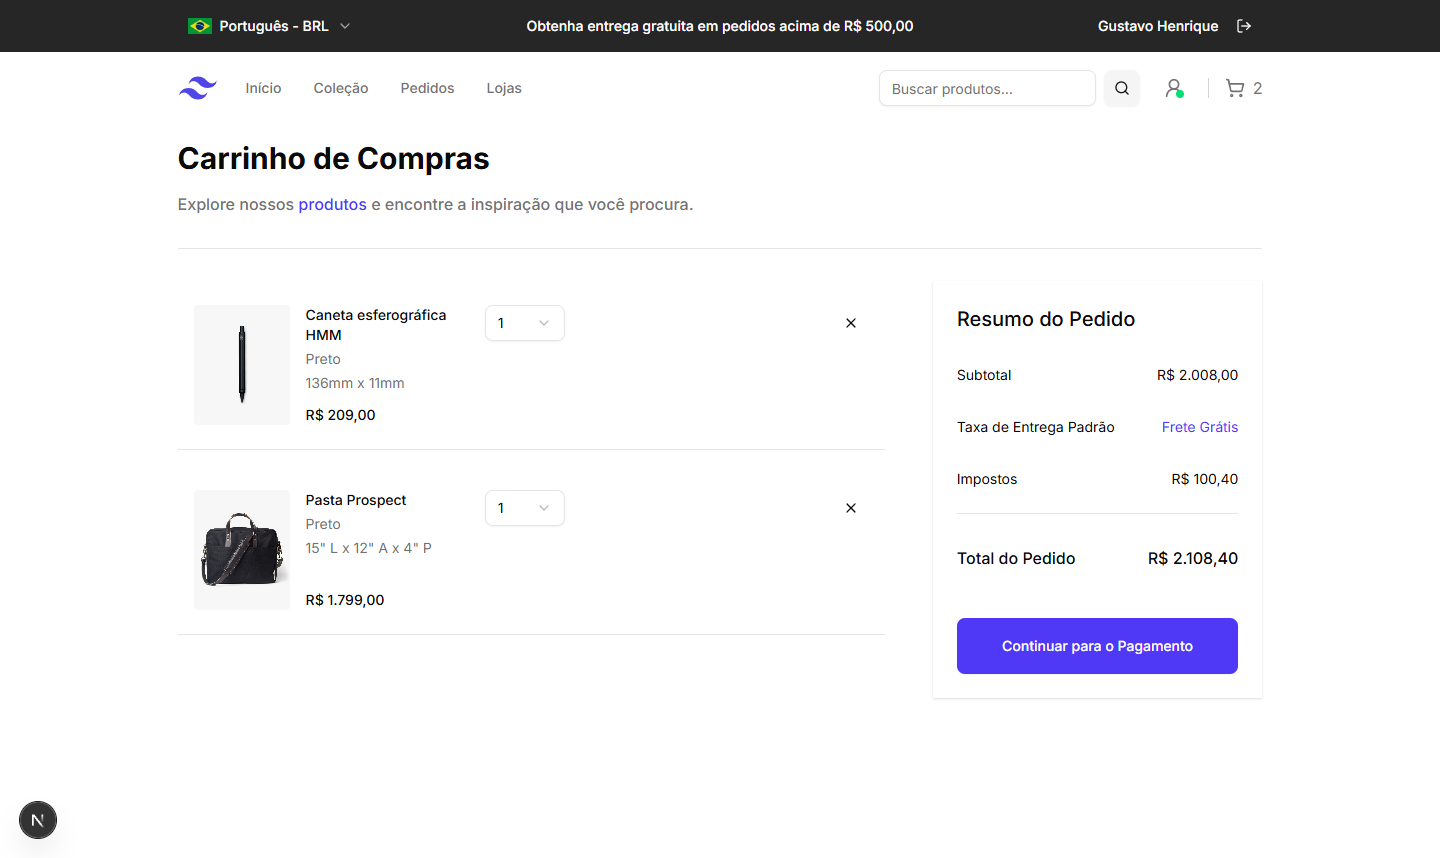 Português - BRL
Obtenha entrega gratuita em pedidos acima de R$ 500,00
Gustavo Henrique
Início
Coleção
Pedidos
Lojas
Buscar produtos...
2
Carrinho de Compras
Explore nossos produtos e encontre a inspiração que você procura.
Caneta esferográfica
HMM
Preto
136mm x 11mm
R$ 209,00
1
Pasta Prospect
Preto
15" L x 12" A x 4" P
R$ 1.799,00
1
Resumo do Pedido
Subtotal R$ 2.008,00
Taxa de Entrega Padrão Frete Grátis
Impostos R$ 100,40
Total do Pedido R$ 2.108,40
Continuar para o Pagamento
N